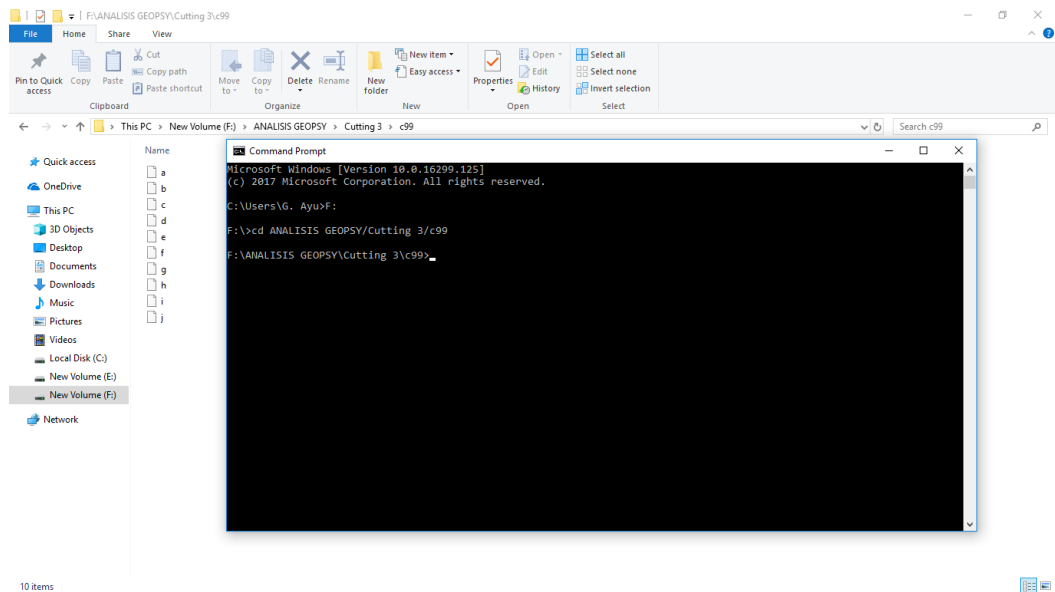 F:\ANALISIS GEOPSY\Cutting 3\c99
File Home Share View
Pin to Quick access
Copy
Paste
Cut
Copy path
Paste shortcut
Clipboard
Move to
Copy to
Delete
Rename
Organize
New folder
New item
Easy access
New
Properties
Open
Edit
History
Open
Select all
Select none
Invert selection
Select
This PC > New Volume (F:) > ANALISIS GEOPSY > Cutting 3 > c99
Search c99
Quick access
OneDrive
This PC
3D Objects
Desktop
Documents
Downloads
Music
Pictures
Videos
Local Disk (C:)
New Volume (E:)
New Volume (F:)
Network
Name
a
b
c
d
e
f
g
h
i
j
Command Prompt
Microsoft Windows [Version 10.0.16299.125]
(c) 2017 Microsoft Corporation. All rights reserved.
C:\Users\G. Ayu>F:
F:\>cd ANALISIS GEOPSY/Cutting 3/c99
F:\ANALISIS GEOPSY\Cutting 3\c99>
10 items